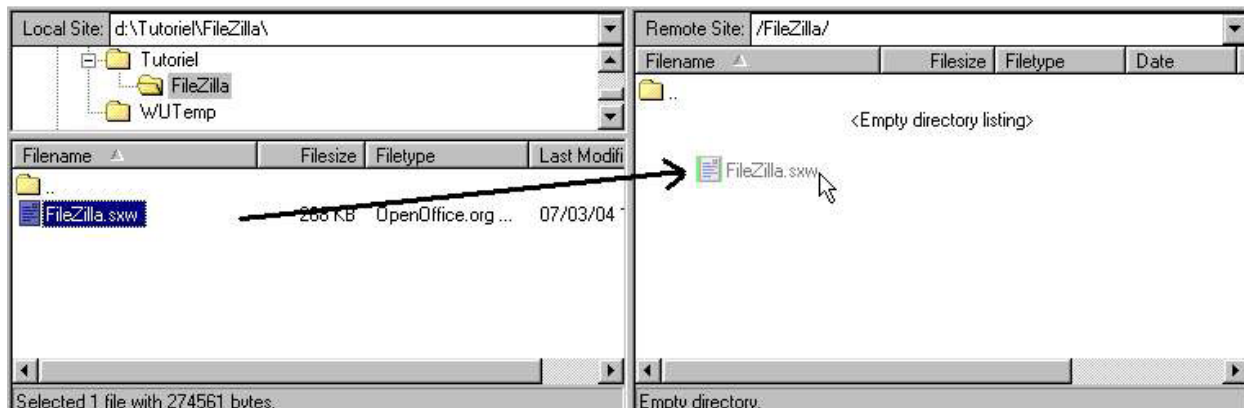 Local Site: d:\Tutoriel\FileZilla\
Tutoriel
FileZilla
WUTemp
Filename Filesize Filetype Last Modifi
..
FileZilla.sxw KB OpenOffice.org ... 07/03/04
Selected 1 file with 274561 bytes.
Remote Site: /FileZilla/
Filename Filesize Filetype Date
..
<Empty directory listing>
FileZilla.sxw
Empty directory.